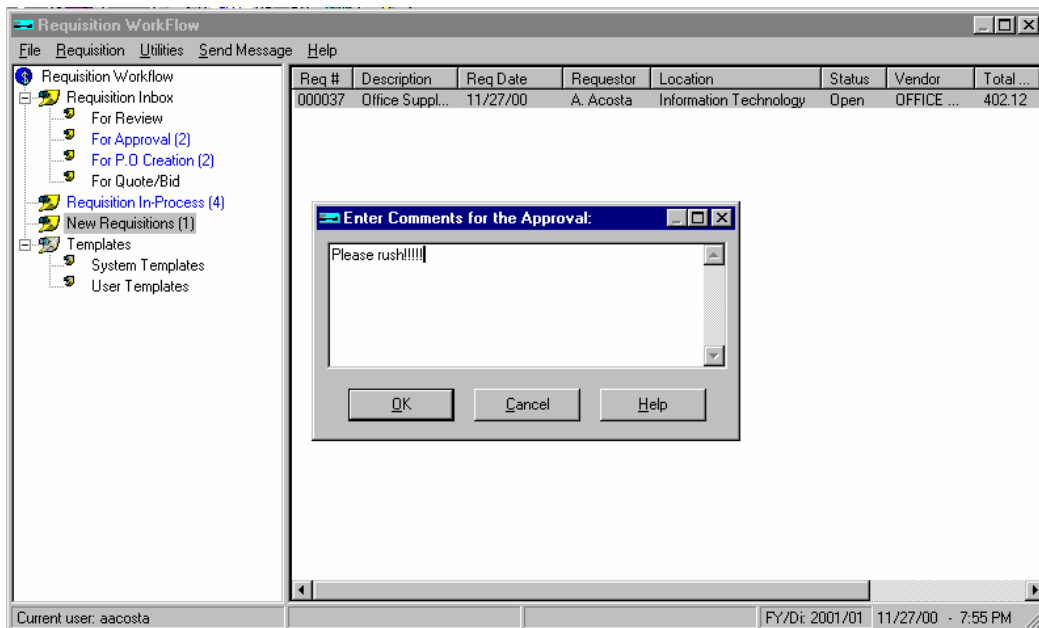 Requisition WorkFlow
File Requisition Utilities Send Message Help
Requisition Workflow
Requisition Inbox
For Review
For Approval (2)
For P.O Creation (2)
For Quote/Bid
Requisition In-Process (4)
New Requisitions (1)
Templates
System Templates
User Templates
Req # Description Req Date Requestor Location Status Vendor Total ...
000037 Office Suppl... 11/27/00 A. Acosta Information Technology Open OFFICE ... 402.12
Enter Comments for the Approval:
Please rush!!!!!
OK Cancel Help
Current user: aacosta FY/Di: 2001/01 11/27/00 - 7:55 PM